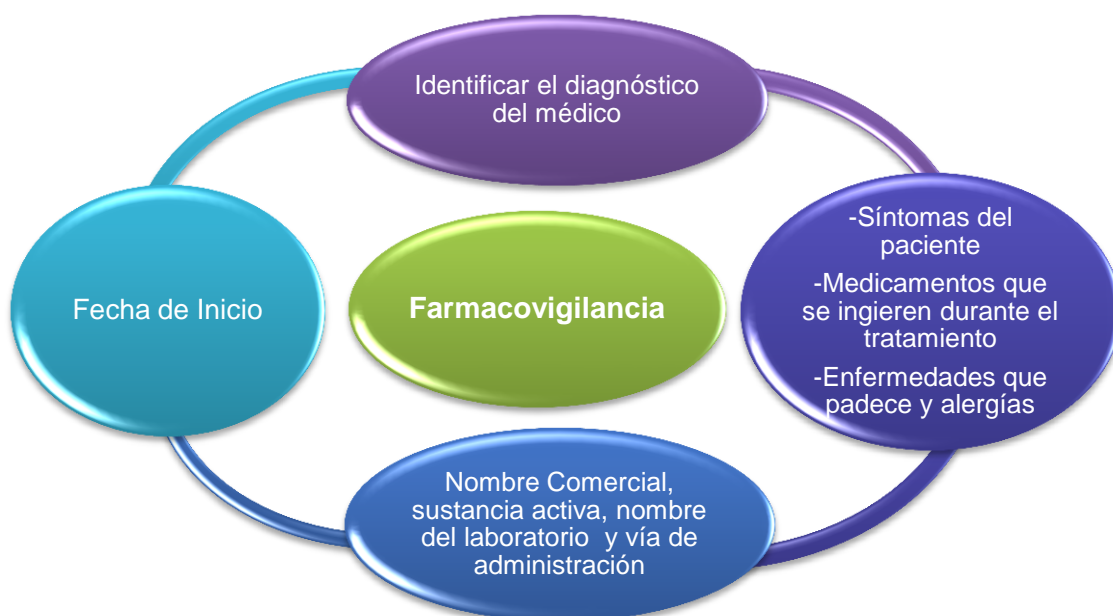 Identificar el diagnóstico
del médico
-Síntomas del
paciente
-Medicamentos que
se ingieren durante el
tratamiento
-Enfermedades que
padece y alergías
Fecha de Inicio
Farmacovigilancia
Nombre Comercial,
sustancia activa, nombre
del laboratorio y vía de
administración